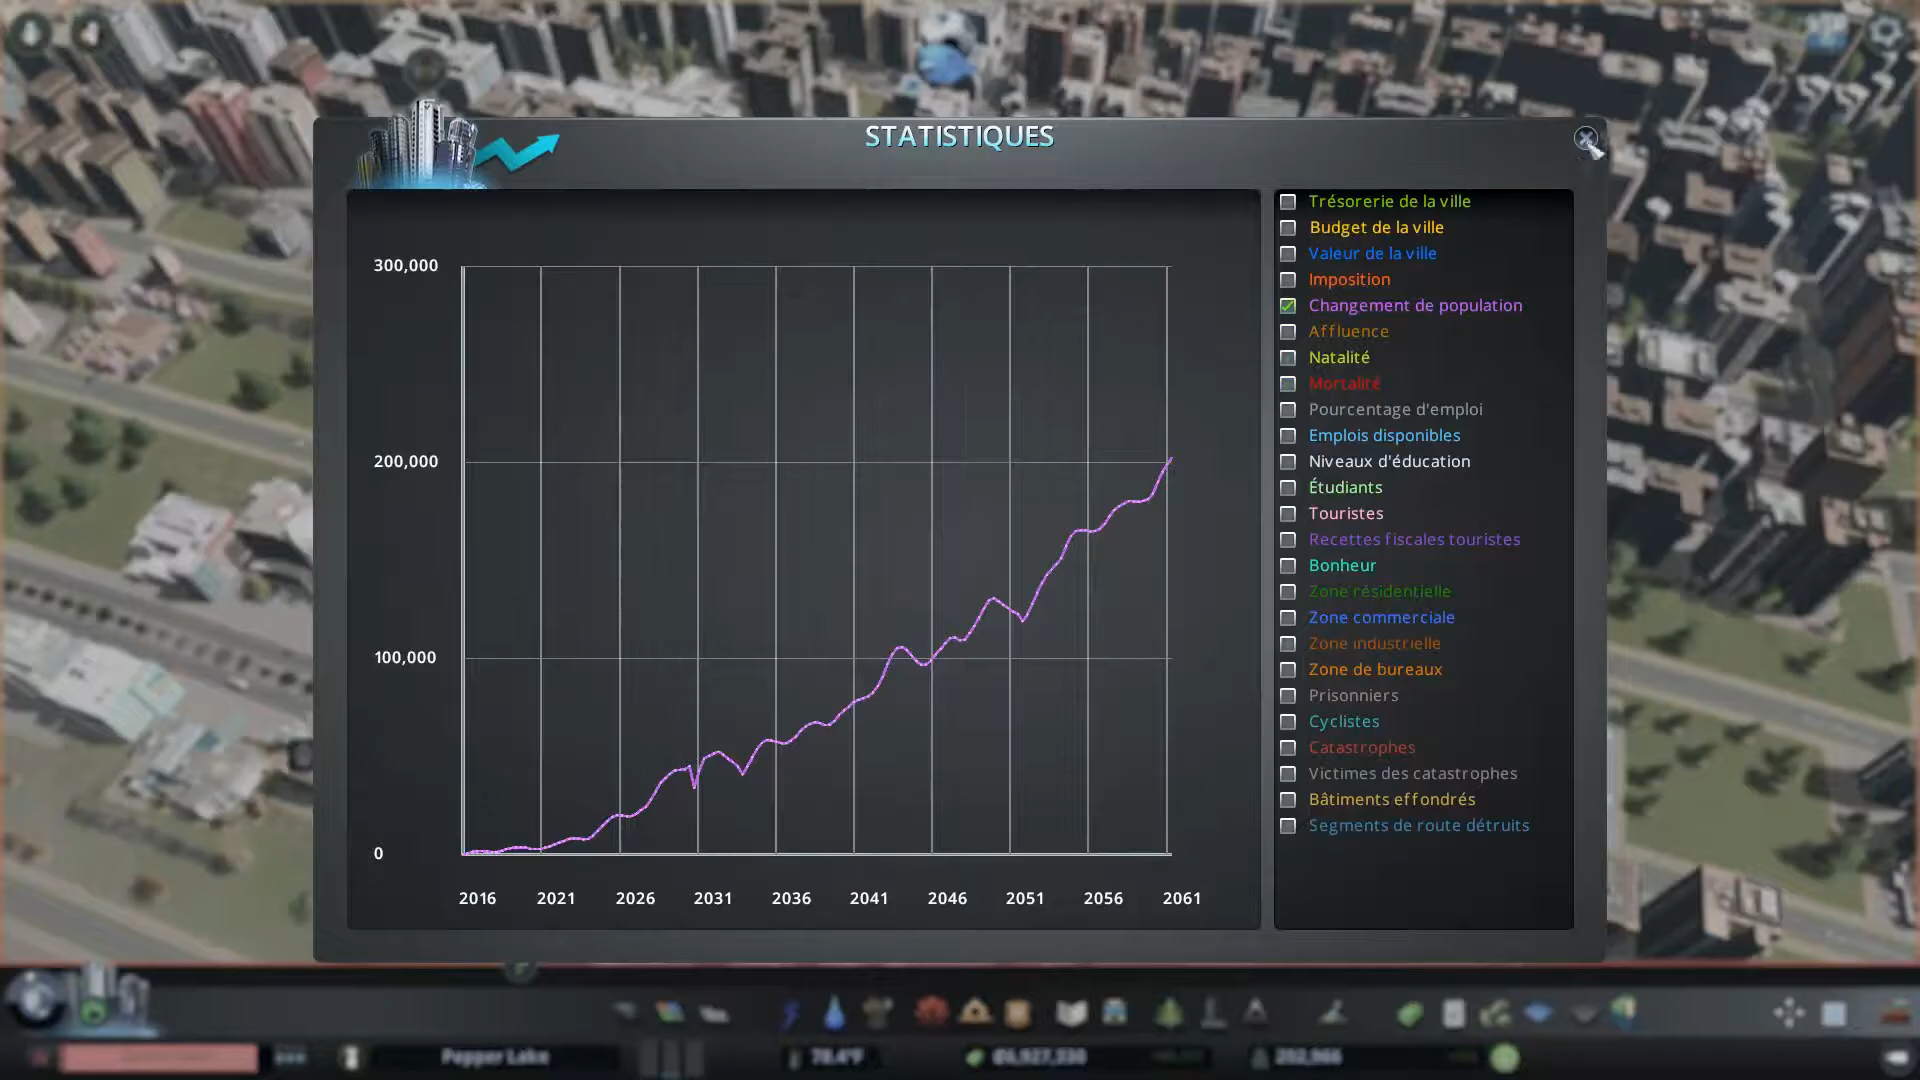 STATISTIQUES
300,000
200,000
100,000
0
2016 2021 2026 2031 2036 2041 2046 2051 2056 2061
Trésorerie de la ville
Budget de la ville
Valeur de la ville
Imposition
Changement de population
Affluence
Natalité
Mortalité
Pourcentage d'emploi
Emplois disponibles
Niveaux d'éducation
Étudiants
Touristes
Recettes fiscales touristes
Bonheur
Zone résidentielle
Zone commerciale
Zone industrielle
Zone de bureaux
Prisonniers
Cyclistes
Catastrophes
Victimes des catastrophes
Bâtiments effondrés
Segments de route détruits
Pepper Lake 78.4°F